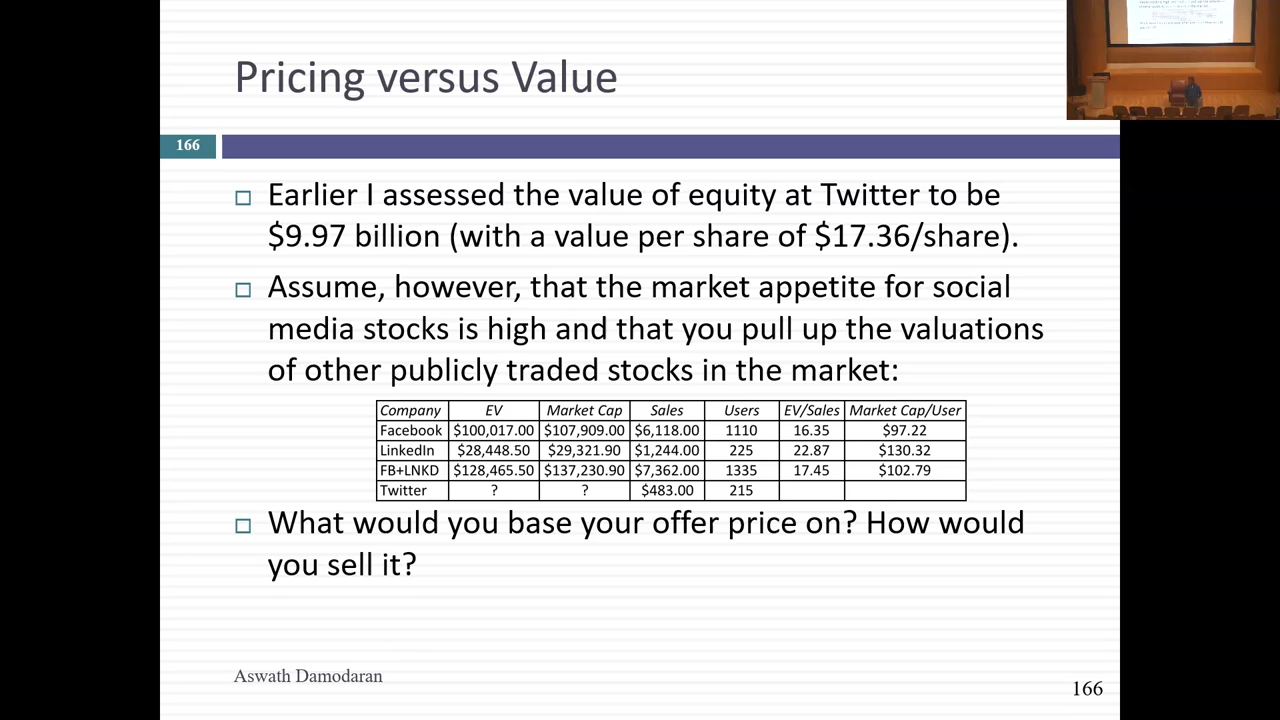 Pricing versus Value
166
Earlier I assessed the value of equity at Twitter to be
$9.97 billion (with a value per share of $17.36/share).
Assume, however, that the market appetite for social
media stocks is high and that you pull up the valuations
of other publicly traded stocks in the market:
Company EV Market Cap Sales Users EV/Sales Market Cap/User
Facebook $100,017.00 $107,909.00 $6,118.00 1110 16.35 $97.22
LinkedIn $28,448.50 $29,321.90 $1,244.00 225 22.87 $130.32
FB+LNKD $128,465.50 $137,230.90 $7,362.00 1335 17.45 $102.79
Twitter ? ? $483.00 215
What would you base your offer price on? How would
you sell it?
Aswath Damodaran
166